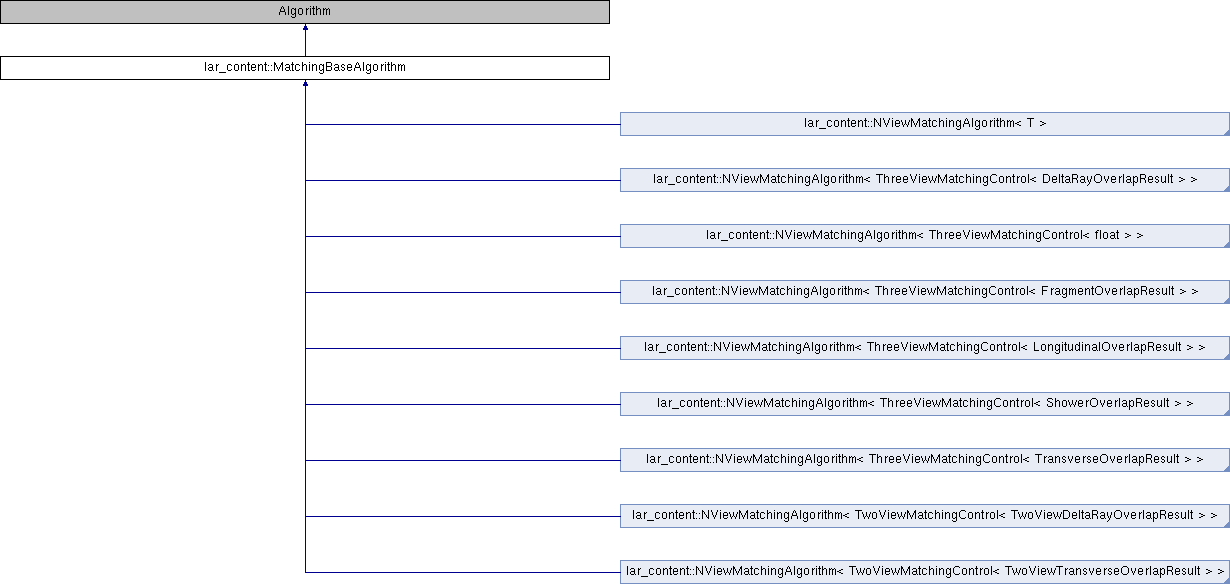 Algorithm
lar_content::MatchingBaseAlgorithm
lar_content::NViewMatchingAlgorithm< T >
lar_content::NViewMatchingAlgorithm< ThreeViewMatchingControl< DeltaRayOverlapResult > >
lar_content::NViewMatchingAlgorithm< ThreeViewMatchingControl< float > >
lar_content::NViewMatchingAlgorithm< ThreeViewMatchingControl< FragmentOverlapResult > >
lar_content::NViewMatchingAlgorithm< ThreeViewMatchingControl< LongitudinalOverlapResult > >
lar_content::NViewMatchingAlgorithm< ThreeViewMatchingControl< ShowerOverlapResult > >
lar_content::NViewMatchingAlgorithm< ThreeViewMatchingControl< TransverseOverlapResult > >
lar_content::NViewMatchingAlgorithm< TwoViewMatchingControl< TwoViewDeltaRayOverlapResult > >
lar_content::NViewMatchingAlgorithm< TwoViewMatchingControl< TwoViewTransverseOverlapResult > >